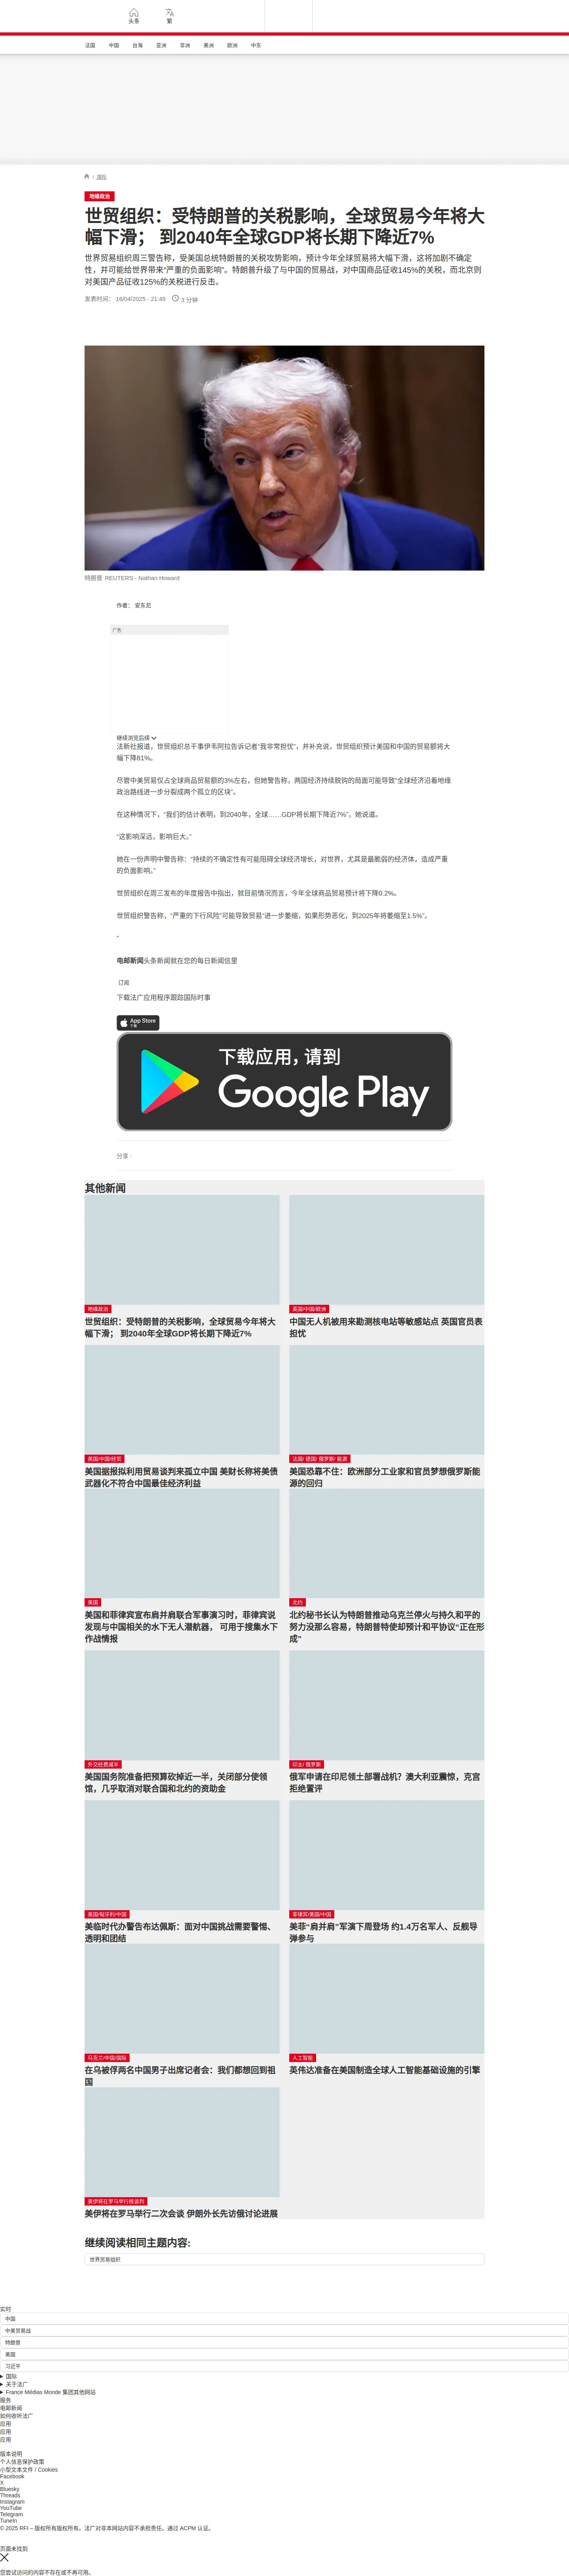 头条
繁
法国 中国 台海 亚洲 非洲 美洲 欧洲 中东
/ 国际
地缘政治
世贸组织：受特朗普的关税影响，全球贸易今年将大
幅下滑； 到2040年全球GDP将长期下降近7%
世界贸易组织周三警告称，受美国总统特朗普的关税攻势影响，预计今年全球贸易将大幅下滑，这将加剧不确定
性，并可能给世界带来“严重的负面影响”。特朗普升级了与中国的贸易战，对中国商品征收145%的关税，而北京则
对美国产品征收125%的关税进行反击。
发表时间： 16/04/2025 - 21:49 3 分钟
特朗普 REUTERS - Nathan Howard
作者： 安东尼
广告
继续浏览后续
法新社报道，世贸组织总干事伊韦阿拉告诉记者“我非常担忧”，并补充说，世贸组织预计美国和中国的贸易额将大
幅下降81%。
尽管中美贸易仅占全球商品贸易额的3%左右，但她警告称，两国经济持续脱钩的局面可能导致“全球经济沿着地缘
政治路线进一步分裂成两个孤立的区块”。
在这种情况下，“我们的估计表明，到2040年，全球……GDP将长期下降近7%”，她说道。
“这影响深远，影响巨大。”
她在一份声明中警告称：“持续的不确定性有可能阻碍全球经济增长，对世界，尤其是最脆弱的经济体，造成严重
的负面影响。”
世贸组织在周三发布的年度报告中指出，就目前情况而言，今年全球商品贸易预计将下降0.2%。
世贸组织警告称，“严重的下行风险”可能导致贸易“进一步萎缩，如果形势恶化，到2025年将萎缩至1.5%”。
“
电邮新闻头条新闻就在您的每日新闻信里
订阅
下载法广应用程序跟踪国际时事
App Store
下载
下载应用，请到
Google Play
分享 :
其他新闻
地缘政治
世贸组织：受特朗普的关税影响，全球贸易今年将大
幅下滑； 到2040年全球GDP将长期下降近7%
英国/中国/欧洲
中国无人机被用来勘测核电站等敏感站点 英国官员表
担忧
美国/中国/经贸
美国据报拟利用贸易谈判来孤立中国 美财长称将美债
武器化不符合中国最佳经济利益
法国/ 德国/ 俄罗斯/ 能源
美国恐靠不住：欧洲部分工业家和官员梦想俄罗斯能
源的回归
美国
美国和菲律宾宣布肩并肩联合军事演习时，菲律宾说
发现与中国相关的水下无人潜航器， 可用于搜集水下
作战情报
北约
北约秘书长认为特朗普推动乌克兰停火与持久和平的
努力没那么容易，特朗普特使却预计和平协议“正在形
成”
外交经费减半
美国国务院准备把预算砍掉近一半，关闭部分使领
馆，几乎取消对联合国和北约的资助金
印太/ 俄罗斯
俄军申请在印尼领土部署战机？澳大利亚震惊，克宫
拒绝置评
美国/匈牙利/中国
美临时代办警告布达佩斯：面对中国挑战需要警惕、
透明和团结
菲律宾/美国/中国
美菲“肩并肩”军演下周登场 约1.4万名军人、反舰导
弹参与
乌克兰/中国/国际
在乌被俘两名中国男子出席记者会：我们都想回到祖
国
人工智能
英伟达准备在美国制造全球人工智能基础设施的引擎
美伊将在罗马举行核谈判
美伊将在罗马举行二次会谈 伊朗外长先访俄讨论进展
继续阅读相同主题内容:
世界贸易组织
实时
中国
中美贸易战
特朗普
美国
习近平
国际
关于法广
France Médias Monde 集团其他网站
服务
电邮新闻
如何收听法广
应用
应用
应用
版本说明
个人信息保护政策
小型文本文件 / Cookies
Facebook
X
Bluesky
Threads
Instagram
YouTube
Telegram
TuneIn
© 2025 RFI – 版权所有版权所有。法广对非本网站内容不承担责任。通过 ACPM 认证。
页面未找到
您尝试访问的内容不存在或不再可用。